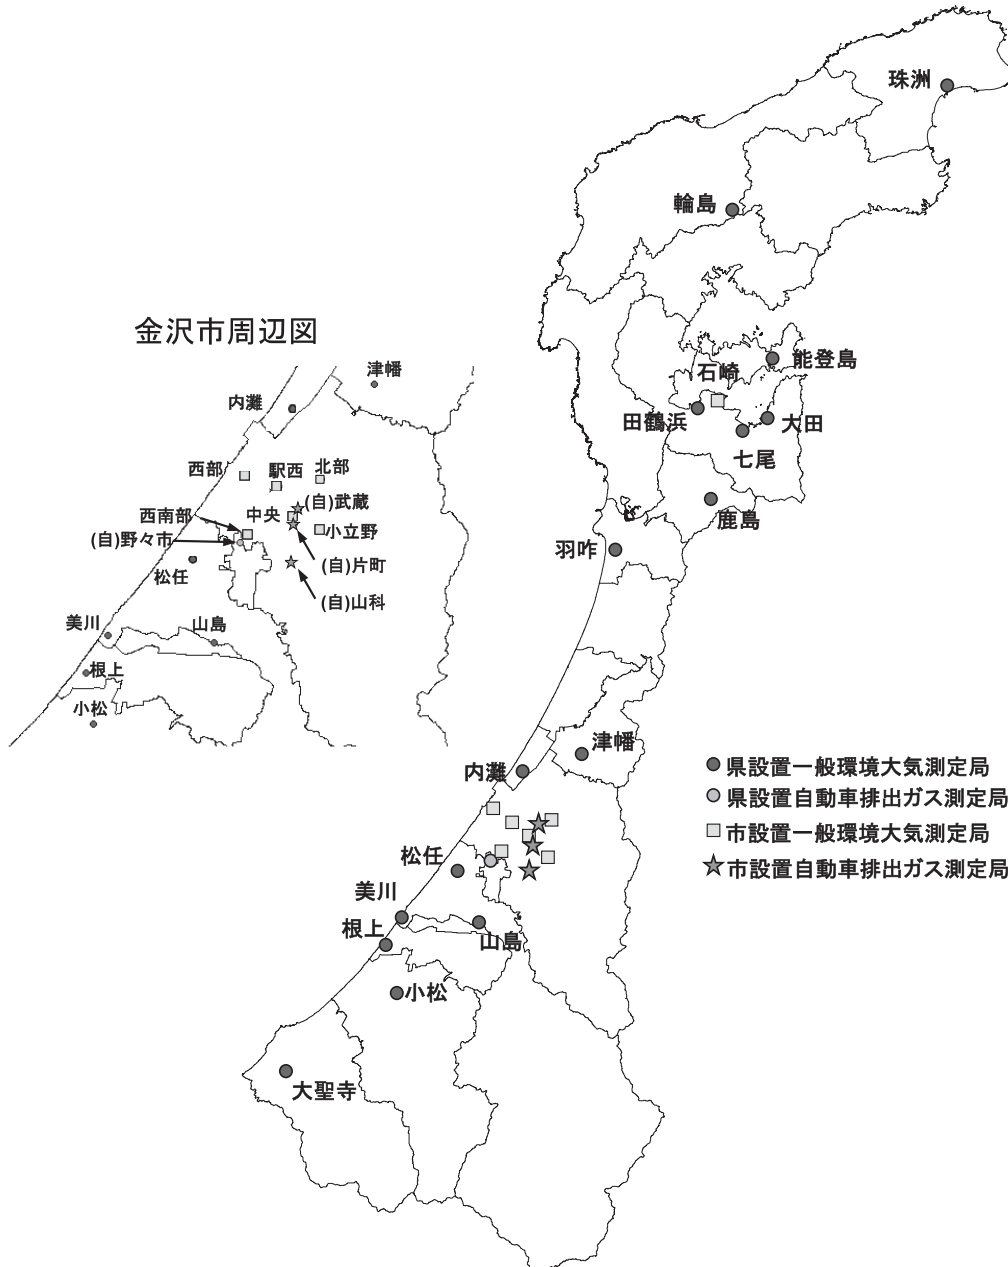 珠洲
輪島
能登島
石崎
田鶴浜
大田
七尾
鹿島
羽咋
金沢市周辺図
津幡
内灘
西部
駅西
北部
(自)武蔵
中央
西南部
小立野
(自)野々市
(自)片町
松任
(自)山科
美川
山島
根上
小松
津幡
内灘
松任
美川
根上
山島
小松
大聖寺
県設置一般環境大気測定局
県設置自動車排出ガス測定局
市設置一般環境大気測定局
市設置自動車排出ガス測定局